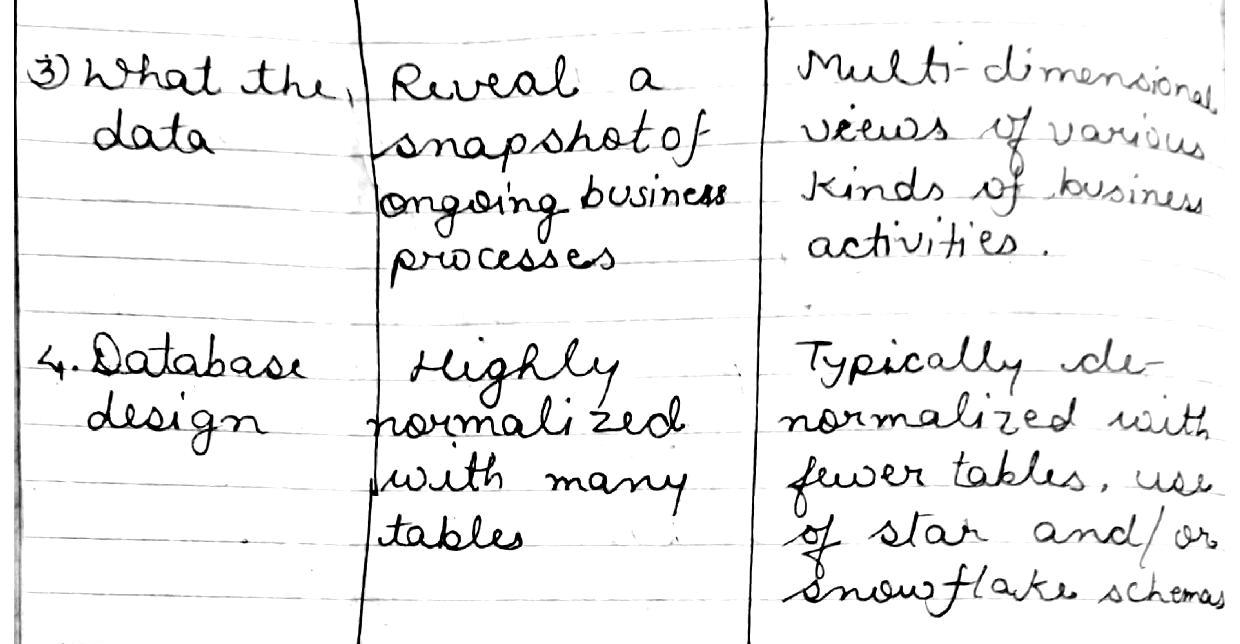 3) What the,
data
Reveal a
snapshot of
ongoing business
processes
Multi-dimensional
views of various
kinds of business
activities.
4. Database
design
Highly
normalized
with many
tables
Typically de-
normalized with
fewer tables, use
of star and/or
snowflake schemas